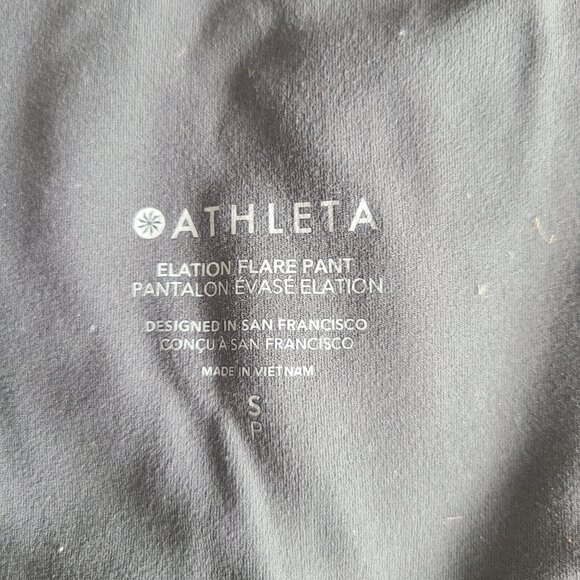 ATHLETA
ELATION FLARE PANT
PANTALON ÉVASÉ ELATION
DESIGNED IN SAN FRANCISCO
CONÇU À SAN FRANCISCO
MADE IN VIETNAM
S
P